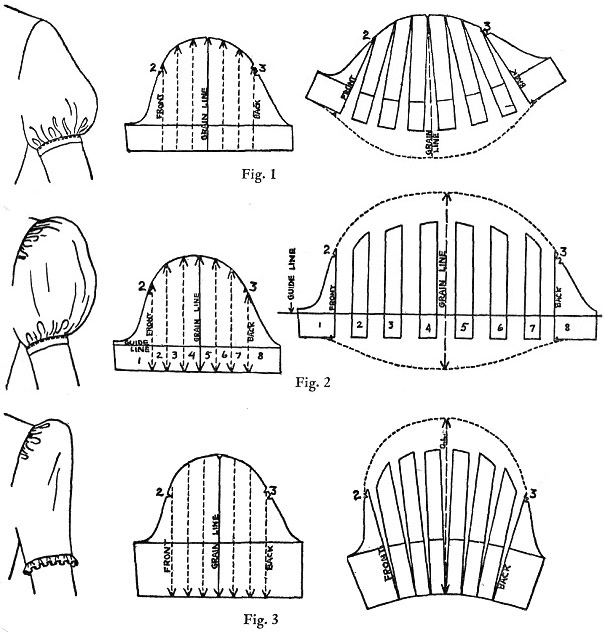 2 3
FRONT GRAIN LINE BACK
2 3
FRONT GRAIN LINE BACK
Fig. 1
2 3
FRONT GRAIN LINE BACK
GUIDE LINE
1 2 3 4 5 6 7 8
GUIDE LINE
2 3
FRONT GRAIN LINE BACK
1 2 3 4 5 6 7 8
Fig. 2
2 3
FRONT GRAIN LINE BACK
2 3
FRONT BACK
Fig. 3